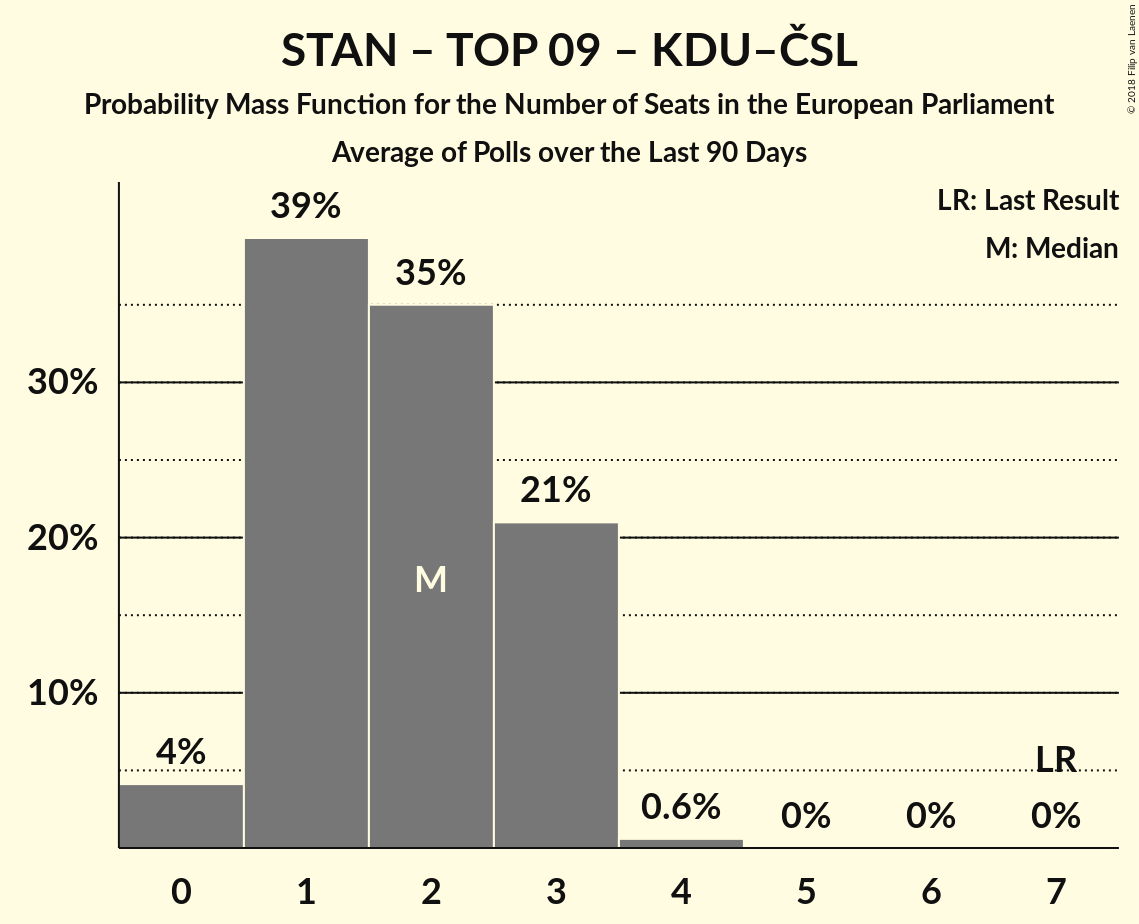 STAN – TOP 09 – KDU–ČSL
Probability Mass Function for the Number of Seats in the European Parliament
Average of Polls over the Last 90 Days
© 2018 Filip van Laenen
LR: Last Result
M: Median
39%
35%
30%
21%
20%
M
10%
4%
LR
0.6%
0%
0%
0%
0 1 2 3 4 5 6 7